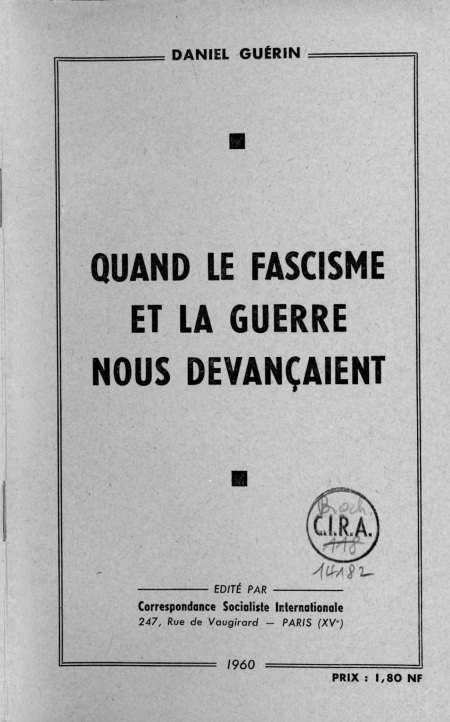 DANIEL GUÉRIN
QUAND LE FASCISME
ET LA GUERRE
NOUS DEVANÇAIENT
Broch.
C.I.R.A.
118
14182
EDITÉ PAR
Correspondance Socialiste Internationale
247, Rue de Vaugirard — PARIS (XVᵉ)
1960
PRIX : 1,80 NF